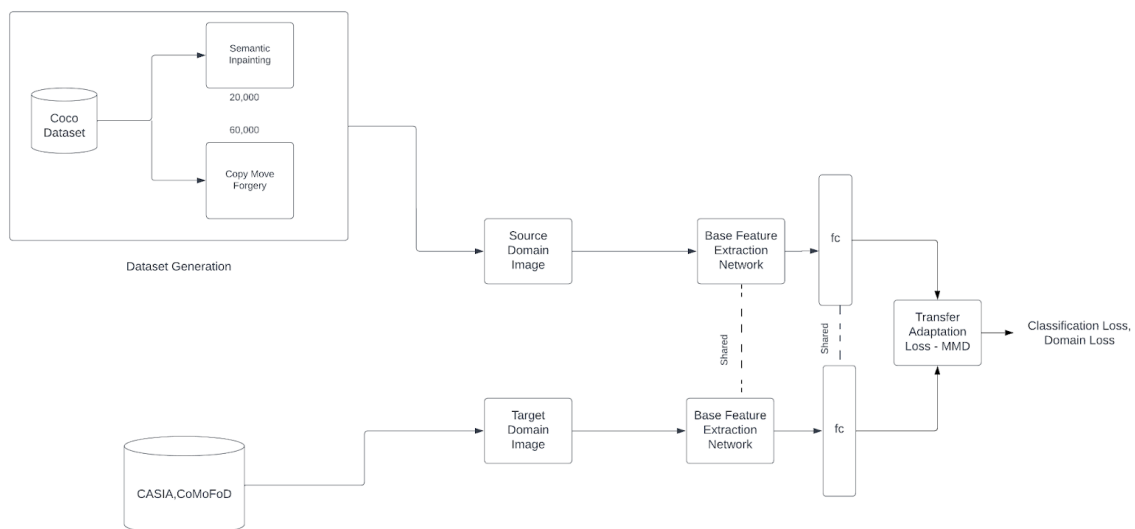 Semantic
Inpainting
20,000
Coco
Dataset
60,000
Copy Move
Forgery
Dataset Generation
Source
Domain
Image
Base Feature
Extraction
Network
fc
Shared
Shared
Transfer
Adaptation
Loss - MMD
Classification Loss,
Domain Loss
CASIA,CoMoFoD
Target
Domain
Image
Base Feature
Extraction
Network
fc